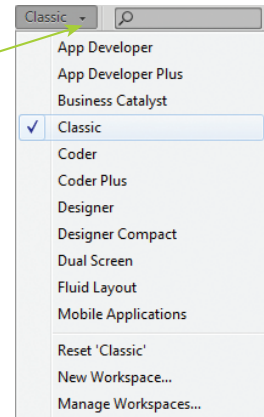 Classic
App Developer
App Developer Plus
Business Catalyst
Classic
Coder
Coder Plus
Designer
Designer Compact
Dual Screen
Fluid Layout
Mobile Applications
Reset 'Classic'
New Workspace...
Manage Workspaces...